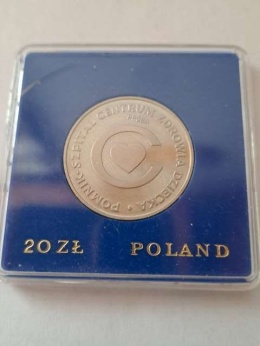 POMNIK-SZPITAL CENTRUM ZDROWIA DZIECKA •
20 ZŁ POLAND